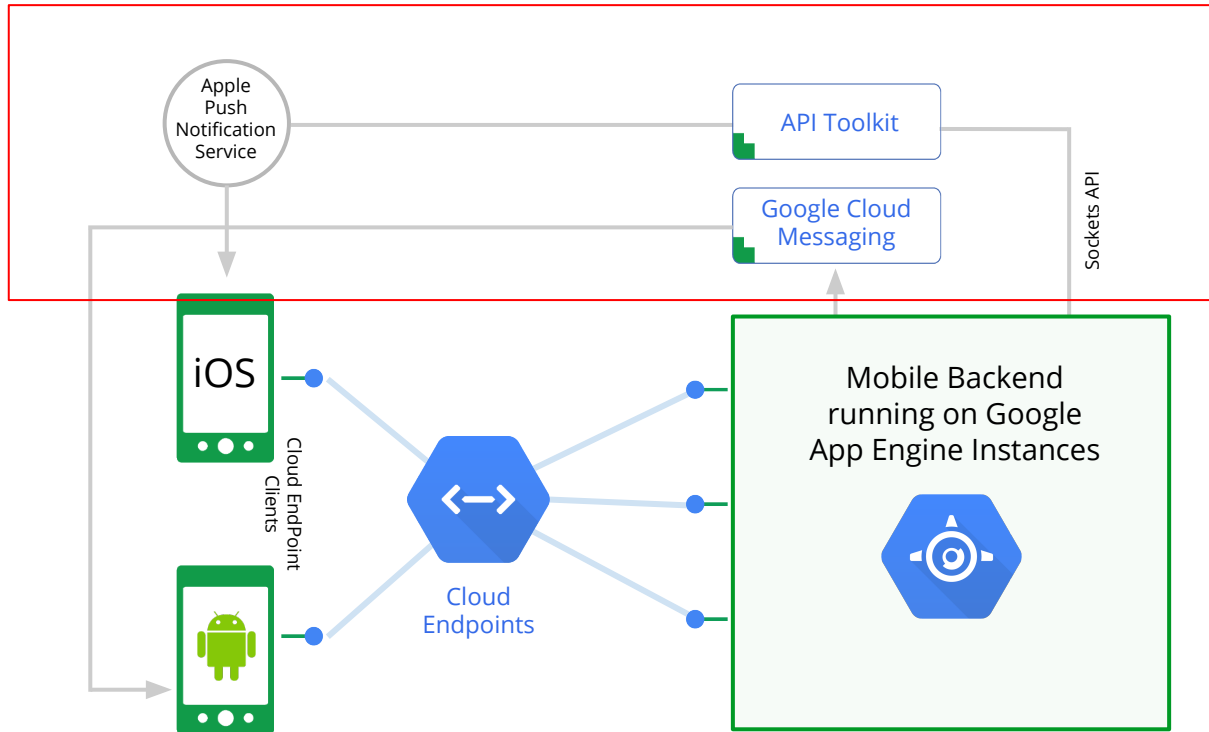 Apple
Push
Notification
Service
API Toolkit
Google Cloud
Messaging
Sockets API
iOS
Cloud EndPoint
Clients
Cloud
Endpoints
Mobile Backend
running on Google
App Engine Instances